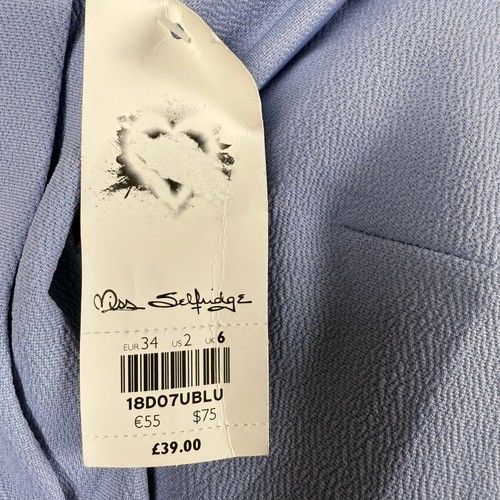 Miss Selfridge
EUR 34 US 2 UK 6
18D07UBLU
€55 $75
£39.00